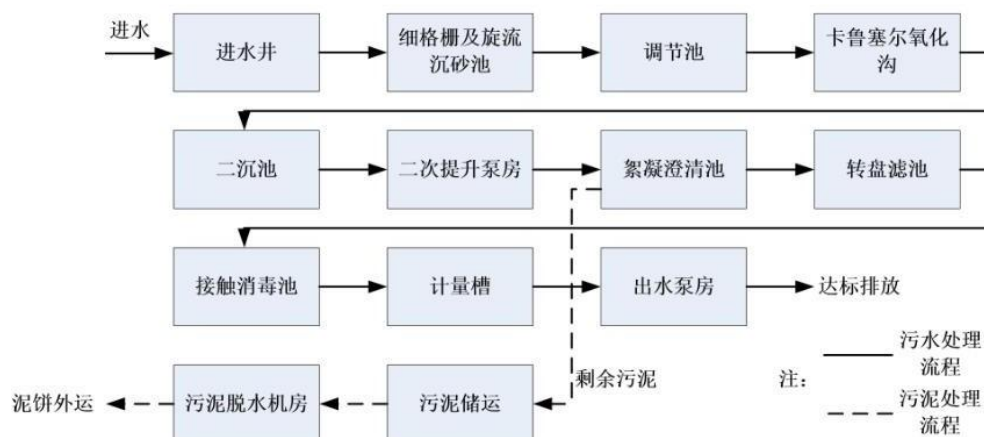 进水
进水井
细格栅及旋流
沉砂池
调节池
卡鲁塞尔氧化
沟
二沉池
二次提升泵房
絮凝澄清池
转盘滤池
接触消毒池
计量槽
出水泵房
达标排放
泥饼外运
污泥脱水机房
污泥储运
剩余污泥
注：
污水处理
流程
污泥处理
流程